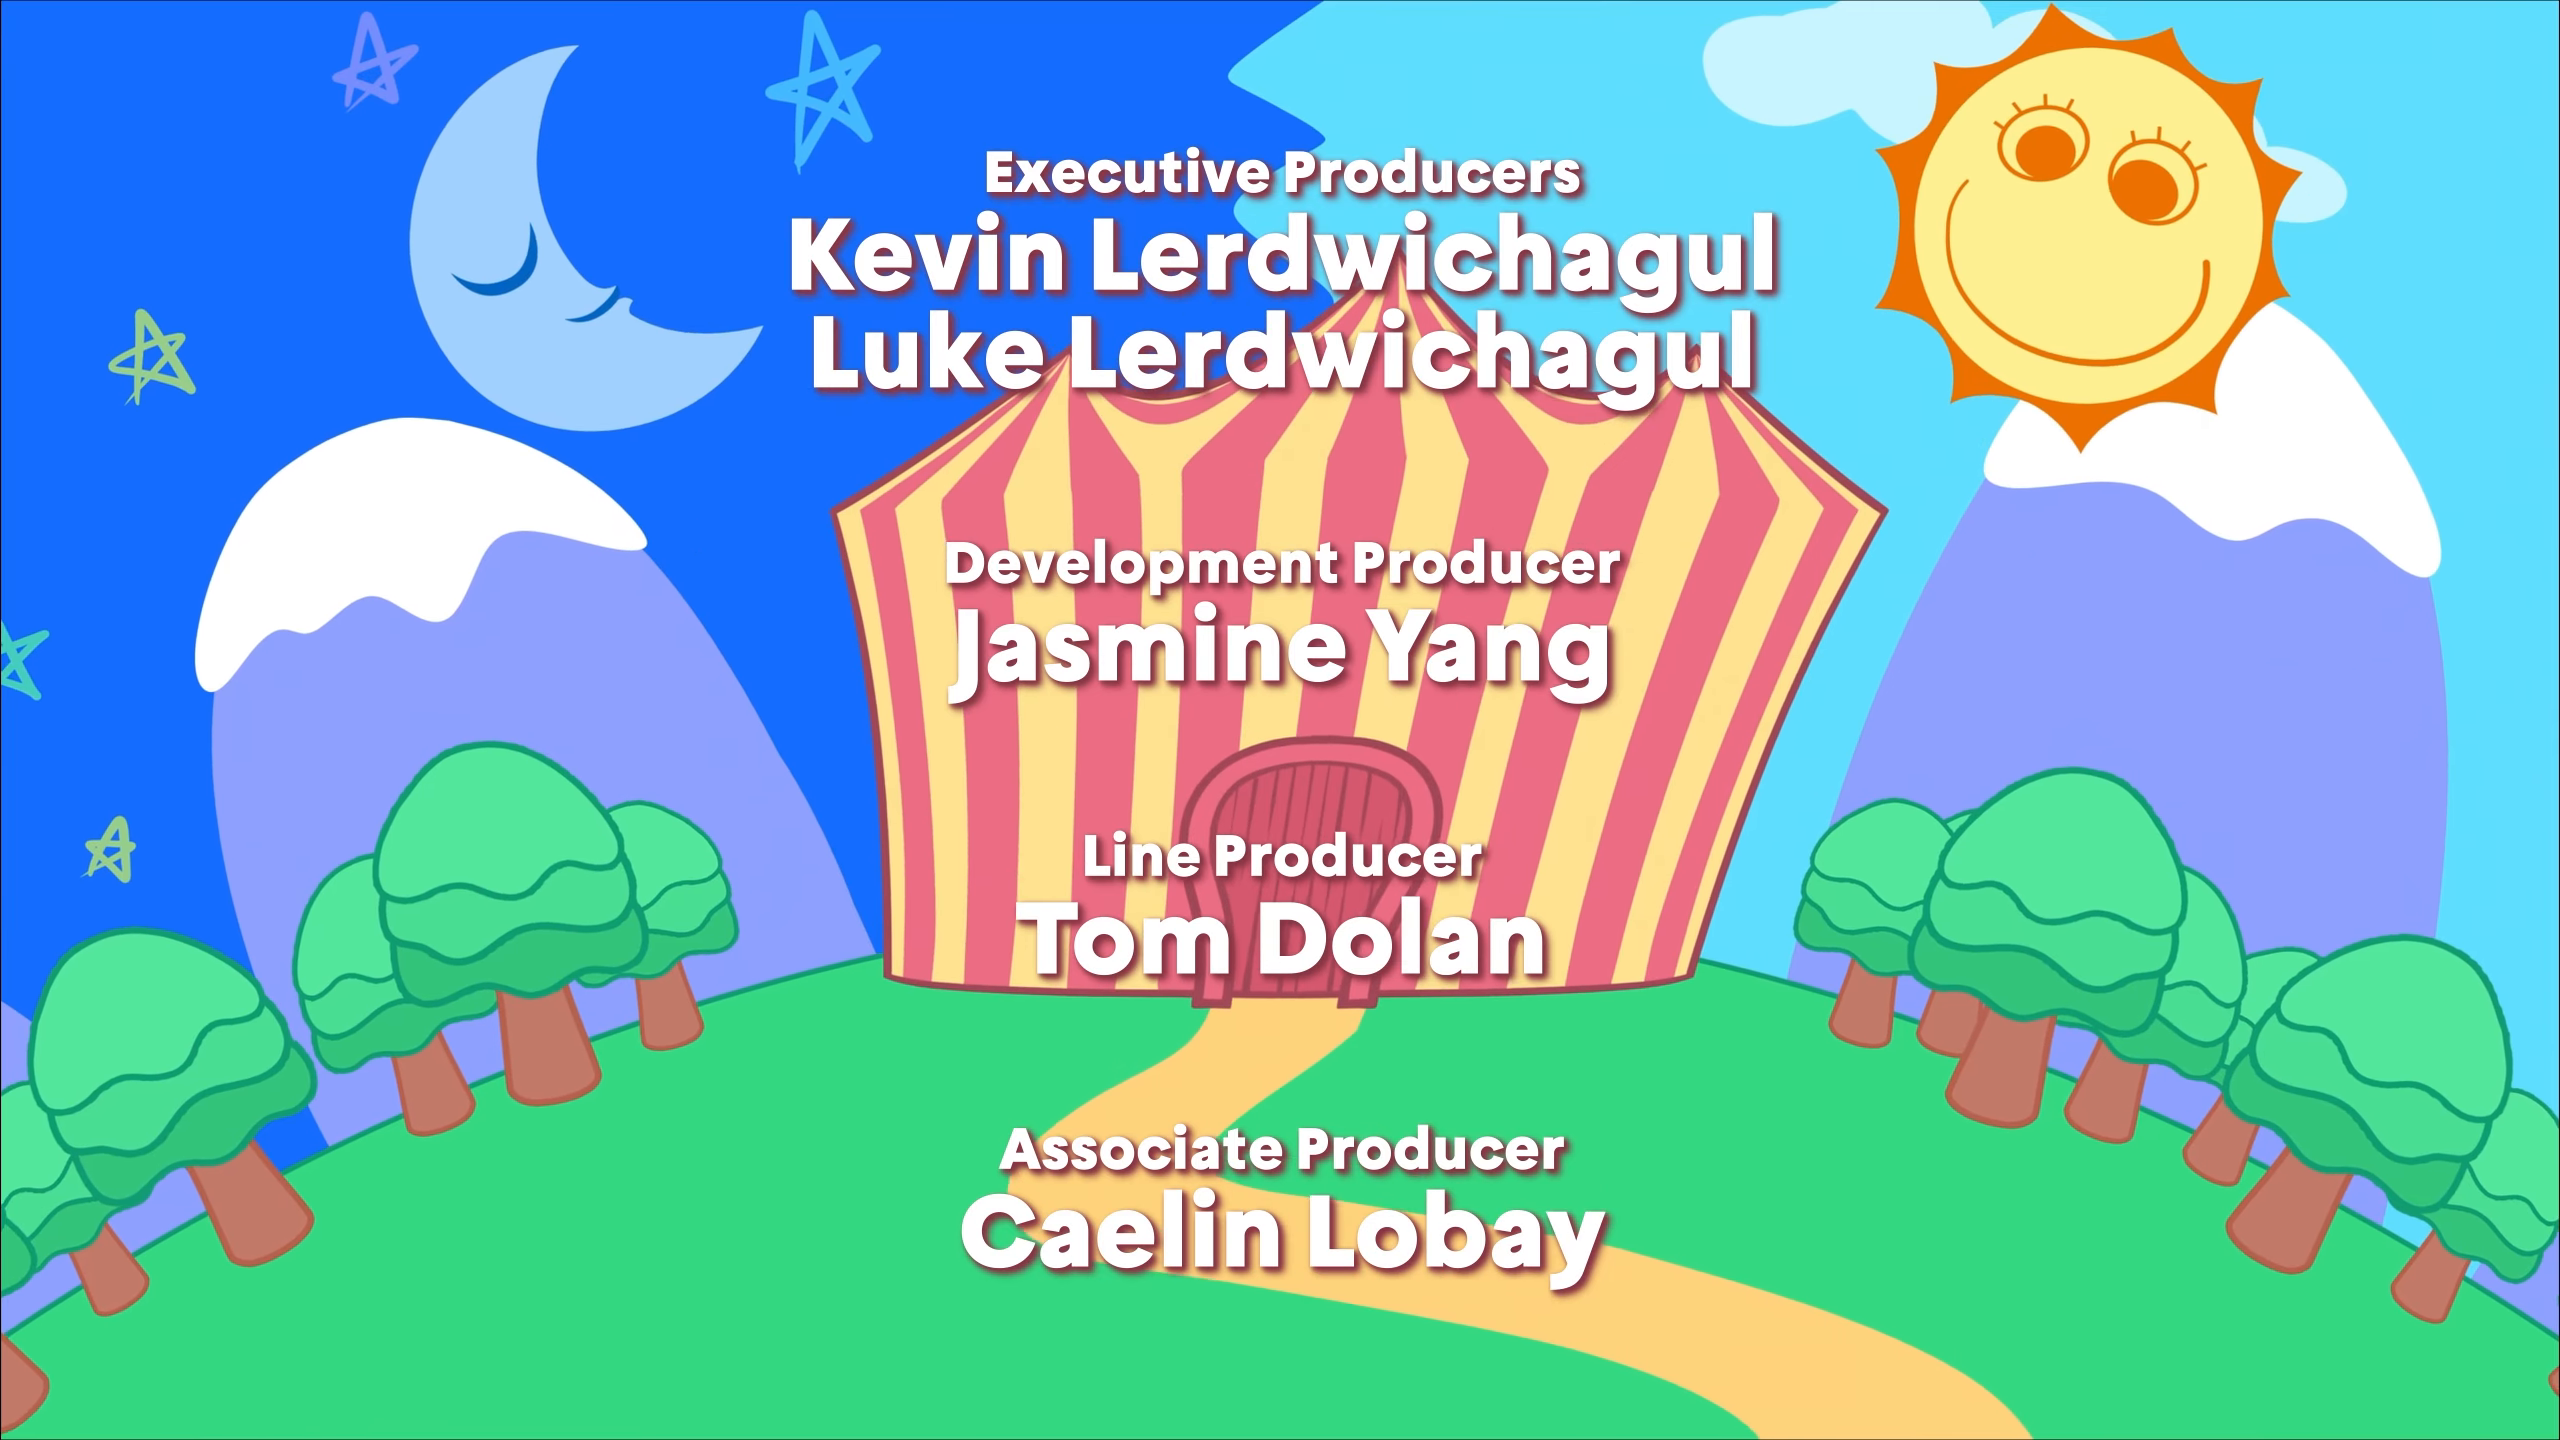 Executive Producers
Kevin Lerdwichagul
Luke Lerdwichagul
Development Producer
Jasmine Yang
Line Producer
Tom Dolan
Associate Producer
Caelin Lobay